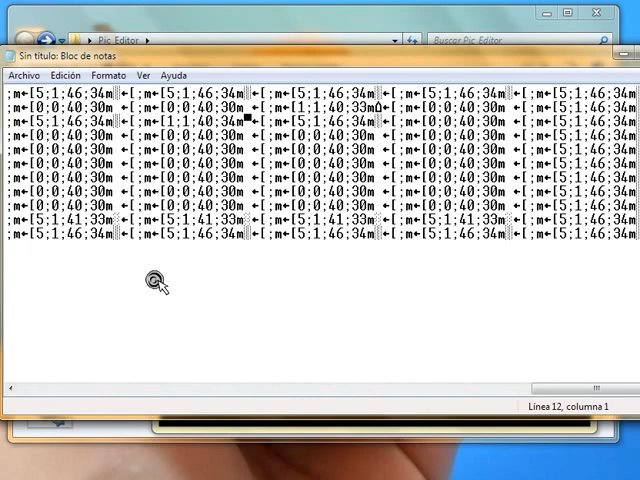 Pic Editor
Buscar Pic Editor
Sin título: Bloc de notas
Archivo Edición Formato Ver Ayuda
;m←[5;1;46;34m░←[;m←[5;1;46;34m░←[;m←[5;1;46;34m░←[;m←[5;1;46;34m░←[;m←[5;1;46;34m
;m←[0;0;40;30m ←[;m←[0;0;40;30m ←[;m←[1;1;40;33m⌂←[;m←[0;0;40;30m ←[;m←[5;1;46;34m
;m←[5;1;46;34m░←[;m←[1;1;40;34m■←[;m←[5;1;46;34m░←[;m←[0;0;40;30m ←[;m←[5;1;46;34m
;m←[0;0;40;30m ←[;m←[0;0;40;30m ←[;m←[0;0;40;30m ←[;m←[0;0;40;30m ←[;m←[5;1;46;34m
;m←[0;0;40;30m ←[;m←[0;0;40;30m ←[;m←[0;0;40;30m ←[;m←[0;0;40;30m ←[;m←[5;1;46;34m
;m←[0;0;40;30m ←[;m←[0;0;40;30m ←[;m←[0;0;40;30m ←[;m←[0;0;40;30m ←[;m←[5;1;46;34m
;m←[0;0;40;30m ←[;m←[0;0;40;30m ←[;m←[0;0;40;30m ←[;m←[0;0;40;30m ←[;m←[5;1;46;34m
;m←[0;0;40;30m ←[;m←[0;0;40;30m ←[;m←[0;0;40;30m ←[;m←[0;0;40;30m ←[;m←[5;1;46;34m
;m←[0;0;40;30m ←[;m←[0;0;40;30m ←[;m←[0;0;40;30m ←[;m←[0;0;40;30m ←[;m←[5;1;46;34m
;m←[5;1;41;33m░←[;m←[5;1;41;33m░←[;m←[5;1;41;33m░←[;m←[5;1;41;33m░←[;m←[5;1;46;34m
;m←[5;1;46;34m░←[;m←[5;1;46;34m░←[;m←[5;1;46;34m░←[;m←[5;1;46;34m░←[;m←[5;1;46;34m
Línea 12, columna 1